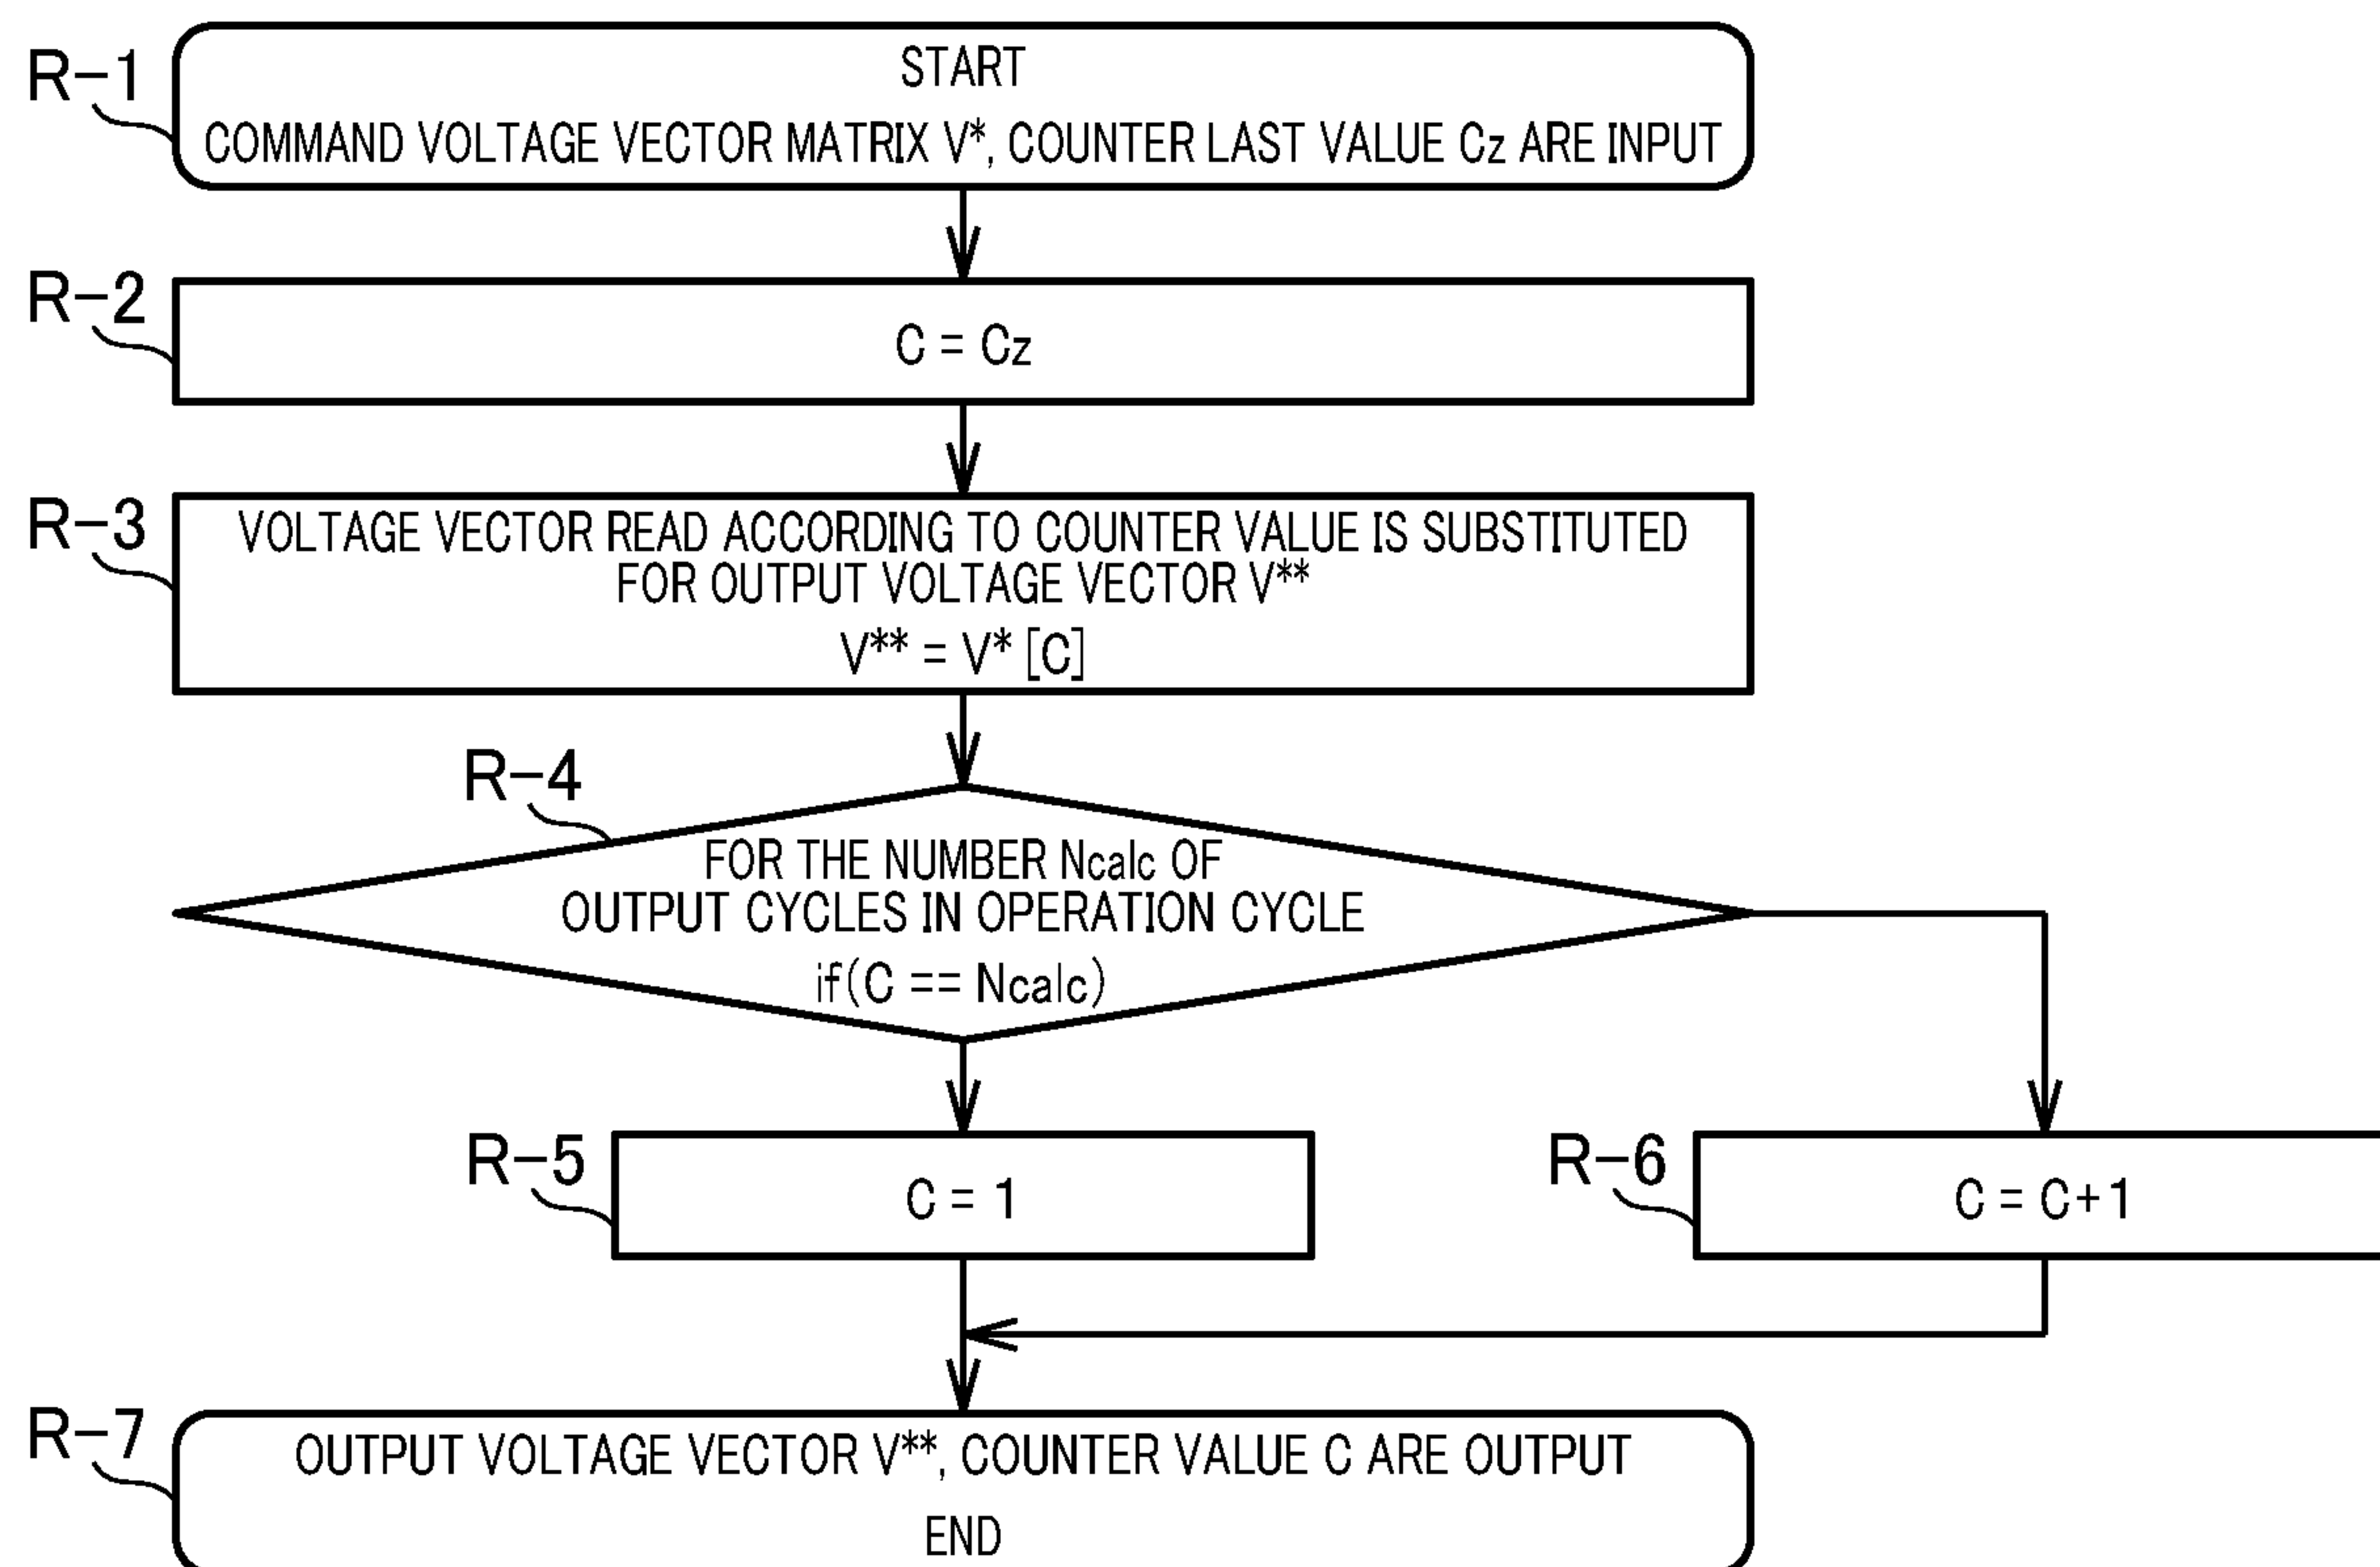 R-1
START
COMMAND VOLTAGE VECTOR MATRIX V*, COUNTER LAST VALUE Cz ARE INPUT
R-2
C = Cz
R-3
VOLTAGE VECTOR READ ACCORDING TO COUNTER VALUE IS SUBSTITUTED
FOR OUTPUT VOLTAGE VECTOR V**
V** = V* [C]
R-4
FOR THE NUMBER Ncalc OF
OUTPUT CYCLES IN OPERATION CYCLE
if(C == Ncalc)
R-5
C = 1
R-6
C = C+1
R-7
OUTPUT VOLTAGE VECTOR V**, COUNTER VALUE C ARE OUTPUT
END